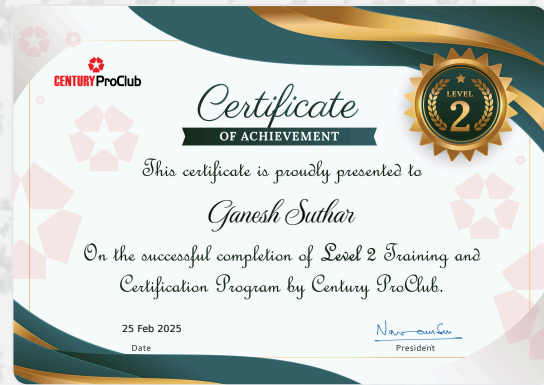 CENTURY ProClub
LEVEL
2
Certificate
OF ACHIEVEMENT
This certificate is proudly presented to
Ganesh Suthar
On the successful completion of Level 2 Training and
Certification Program by Century ProClub.
25 Feb 2025
Date
President